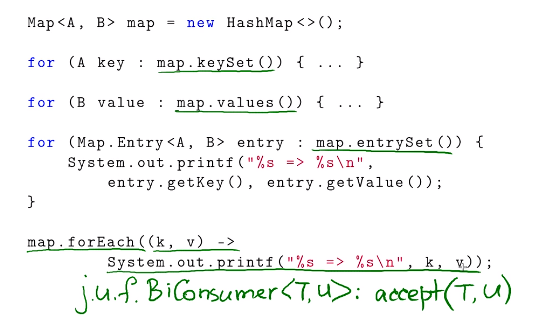 Map<A, B> map = new HashMap<>();
for (A key : map.keySet()) { ... }
for (B value : map.values()) { ... }
for (Map.Entry<A, B> entry : map.entrySet()) {
System.out.printf("%s => %s\n",
entry.getKey(), entry.getValue());
}
map.forEach((k, v) ->
System.out.printf("%s => %s\n", k, v));
j.u.f. BiConsumer<T,U>: accept(T,U)